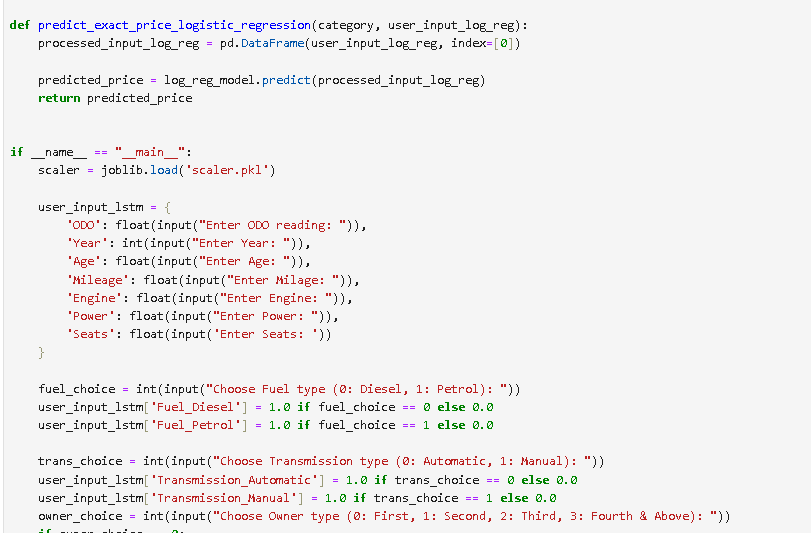 def predict_exact_price_logistic_regression(category, user_input_log_reg):
    processed_input_log_reg = pd.DataFrame(user_input_log_reg, index=[0])
    predicted_price = log_reg_model.predict(processed_input_log_reg)
    return predicted_price
if __name__ == "__main__":
    scaler = joblib.load('scaler.pkl')
    user_input_lstm = {
        'ODO': float(input("Enter ODO reading: ")),
        'Year': int(input("Enter Year: ")),
        'Age': float(input("Enter Age: ")),
        'Mileage': float(input("Enter Milage: ")),
        'Engine': float(input("Enter Engine: ")),
        'Power': float(input("Enter Power: ")),
        'Seats': float(input('Enter Seats: '))
    }
    fuel_choice = int(input("Choose Fuel type (0: Diesel, 1: Petrol): "))
    user_input_lstm['Fuel_Diesel'] = 1.0 if fuel_choice == 0 else 0.0
    user_input_lstm['Fuel_Petrol'] = 1.0 if fuel_choice == 1 else 0.0
    trans_choice = int(input("Choose Transmission type (0: Automatic, 1: Manual): "))
    user_input_lstm['Transmission_Automatic'] = 1.0 if trans_choice == 0 else 0.0
    user_input_lstm['Transmission_Manual'] = 1.0 if trans_choice == 1 else 0.0
    owner_choice = int(input("Choose Owner type (0: First, 1: Second, 2: Third, 3: Fourth & Above): "))